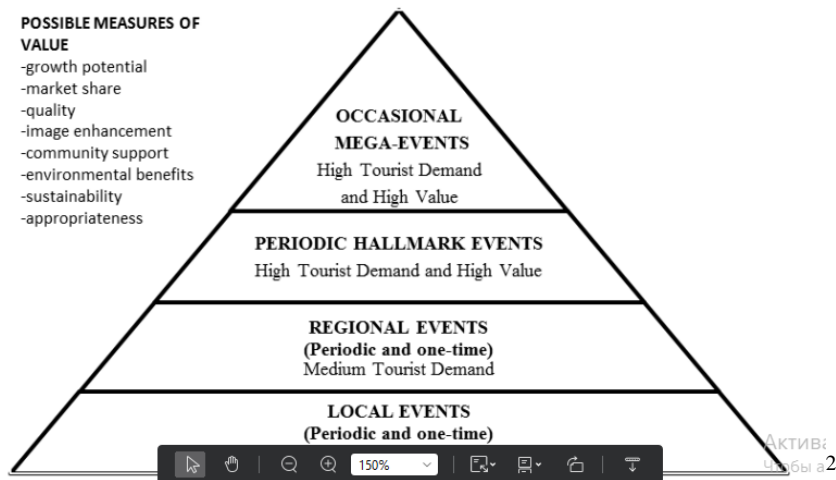 POSSIBLE MEASURES OF
VALUE
-growth potential
-market share
-quality
-image enhancement
-community support
-environmental benefits
-sustainability
-appropriateness
OCCASIONAL
MEGA-EVENTS
High Tourist Demand
and High Value
PERIODIC HALLMARK EVENTS
High Tourist Demand and High Value
REGIONAL EVENTS
(Periodic and one-time)
Medium Tourist Demand
LOCAL EVENTS
(Periodic and one-time)
150%
Актива
Чтобы а
2